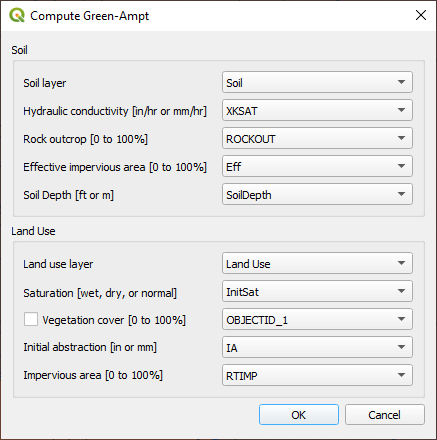 Compute Green-Ampt
Soil
Soil layer Soil
Hydraulic conductivity [in/hr or mm/hr] XKSAT
Rock outcrop [0 to 100%] ROCKOUT
Effective impervious area [0 to 100%] Eff
Soil Depth [ft or m] SoilDepth
Land Use
Land use layer Land Use
Saturation [wet, dry, or normal] InitSat
Vegetation cover [0 to 100%] OBJECTID_1
Initial abstraction [in or mm] IA
Impervious area [0 to 100%] RTIMP
OK Cancel